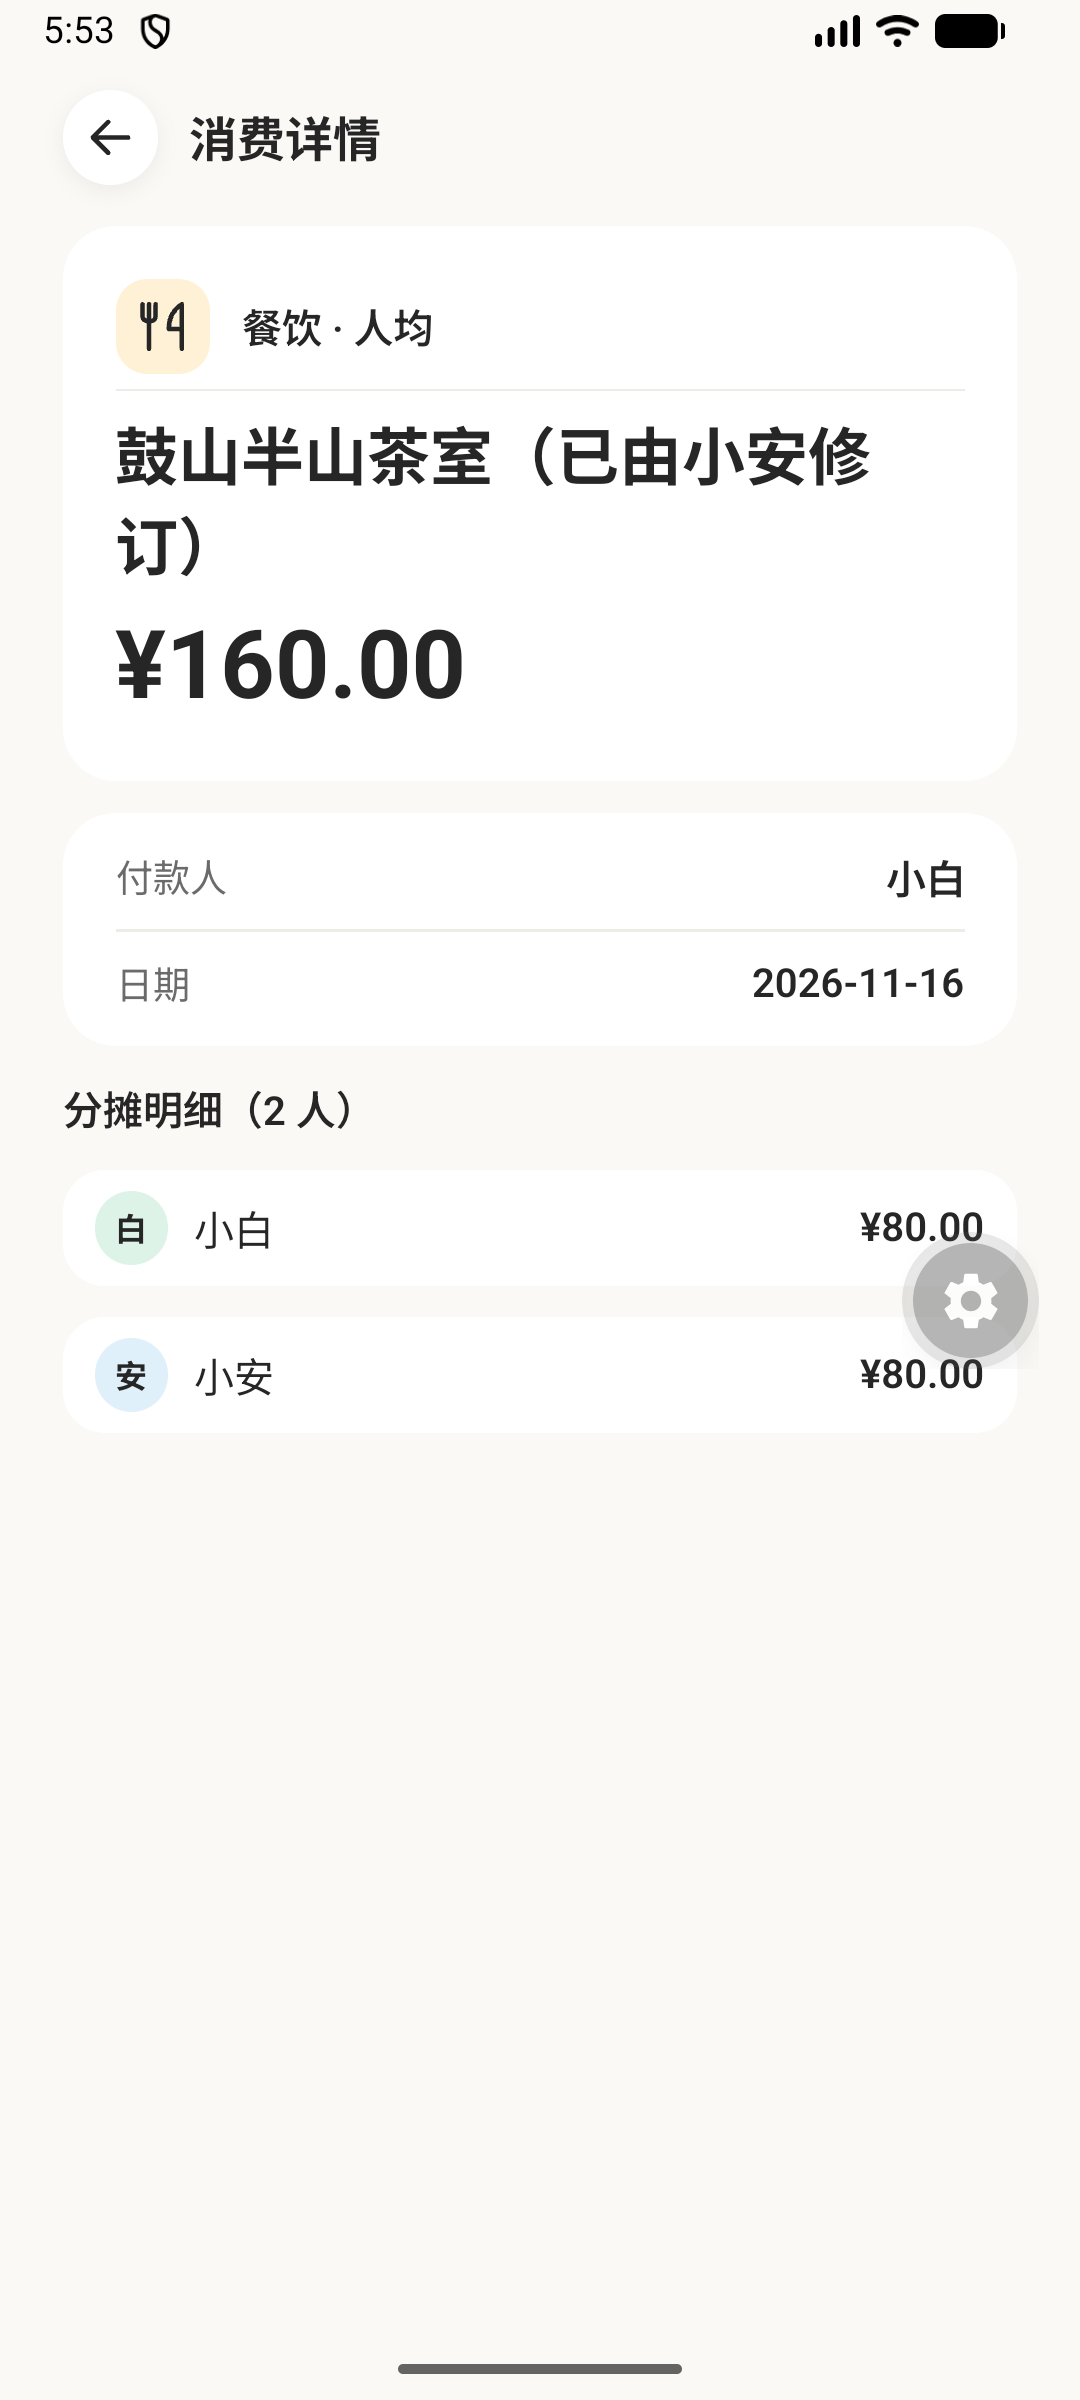 5:53
消费详情
餐饮 · 人均
鼓山半山茶室（已由小安修
订）
¥160.00
付款人
小白
日期
2026-11-16
分摊明细（2 人）
白
小白
¥80.00
安
小安
¥80.00